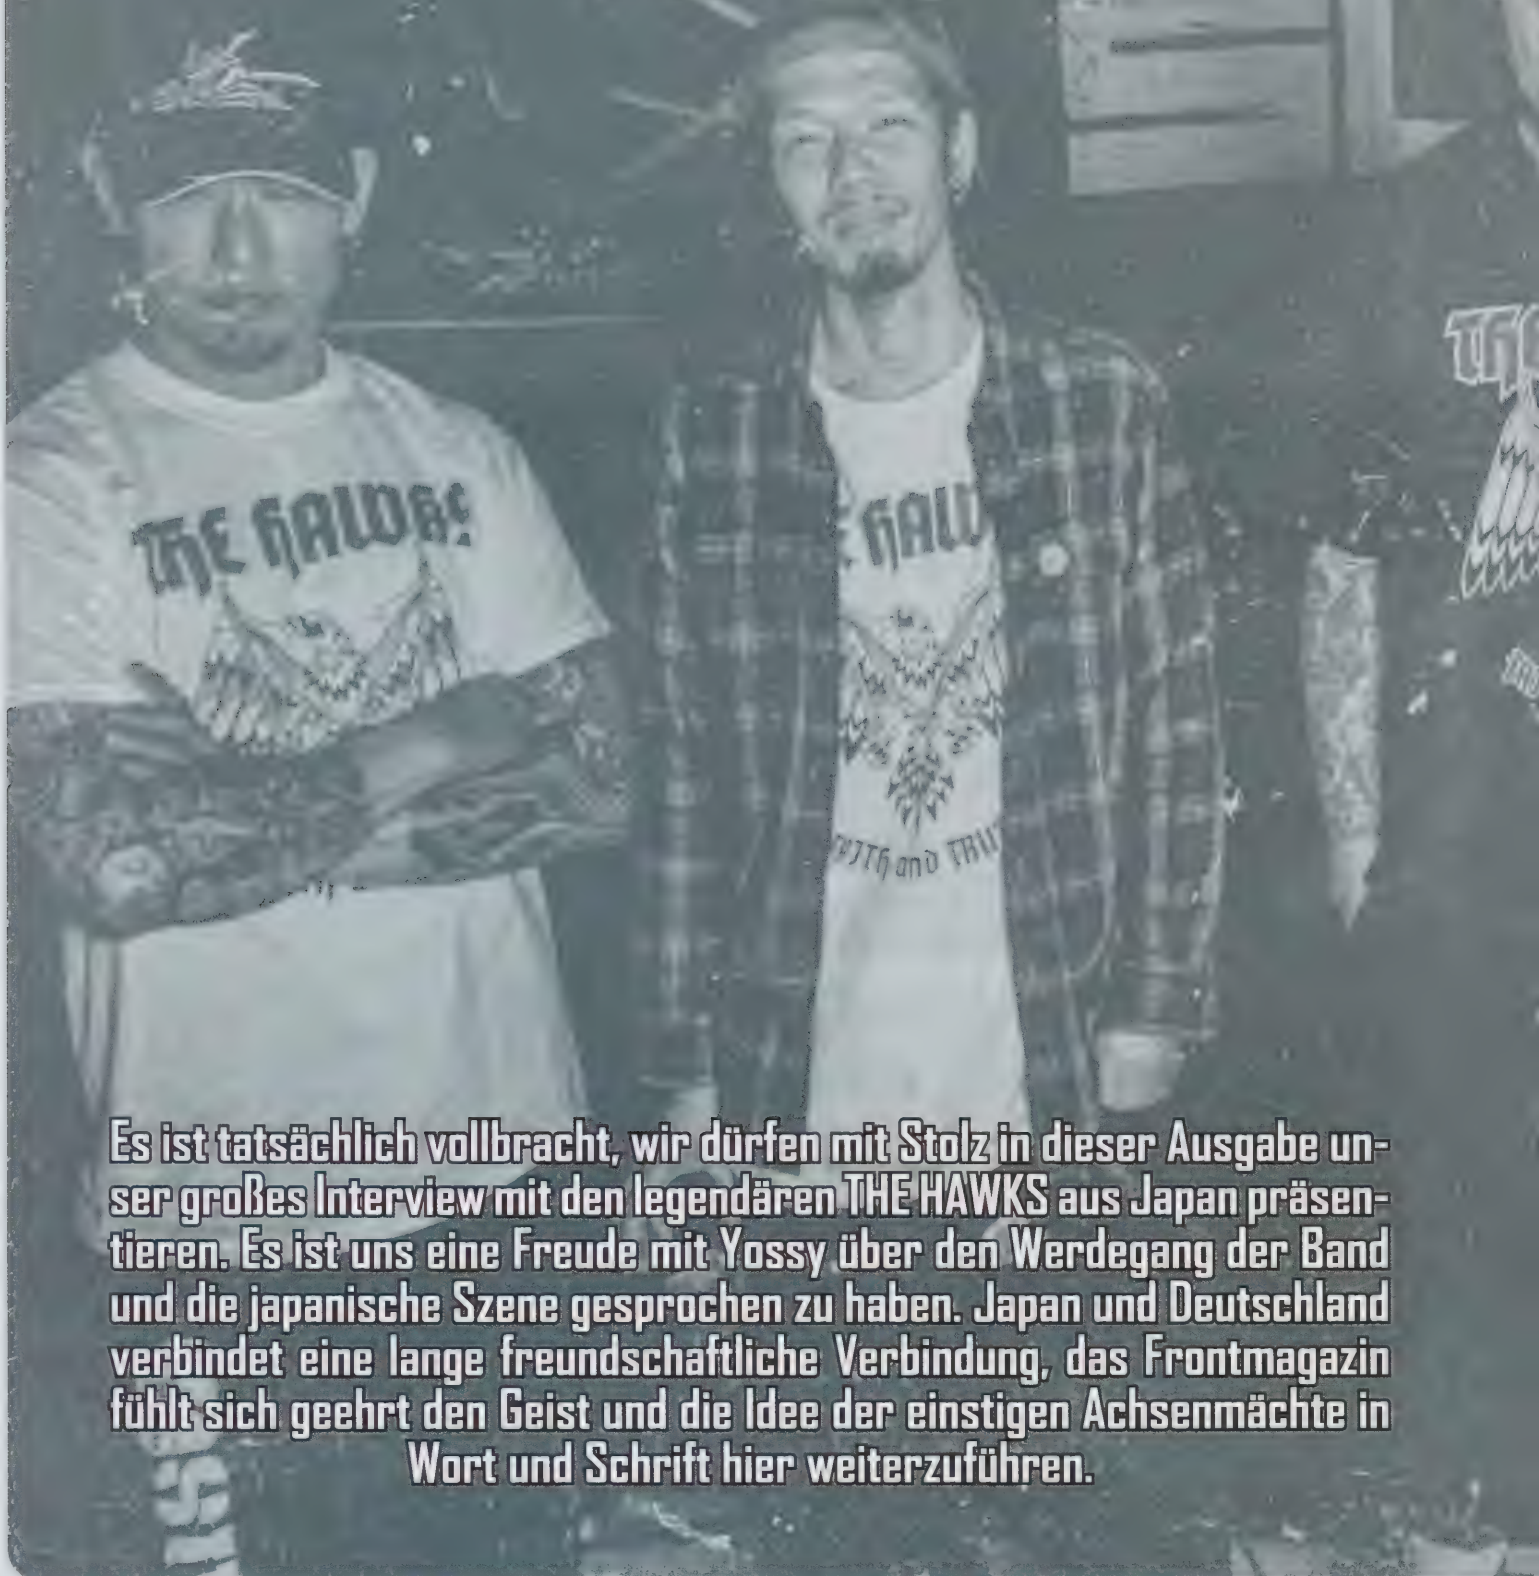 THE HAWKS
E HAWK
FAITH and TRU
Es ist tatsächlich vollbracht, wir dürfen mit Stolz in dieser Ausgabe un-
ser großes Interview mit den legendären THE HAWKS aus Japan präsen-
tieren. Es ist uns eine Freude mit Yossy über den Werdegang der Band
und die japanische Szene gesprochen zu haben. Japan und Deutschland
verbindet eine lange freundschaftliche Verbindung, das Frontmagazin
fühlt sich geehrt den Geist und die Idee der einstigen Achsenmächte in
Wort und Schrift hier weiterzuführen.